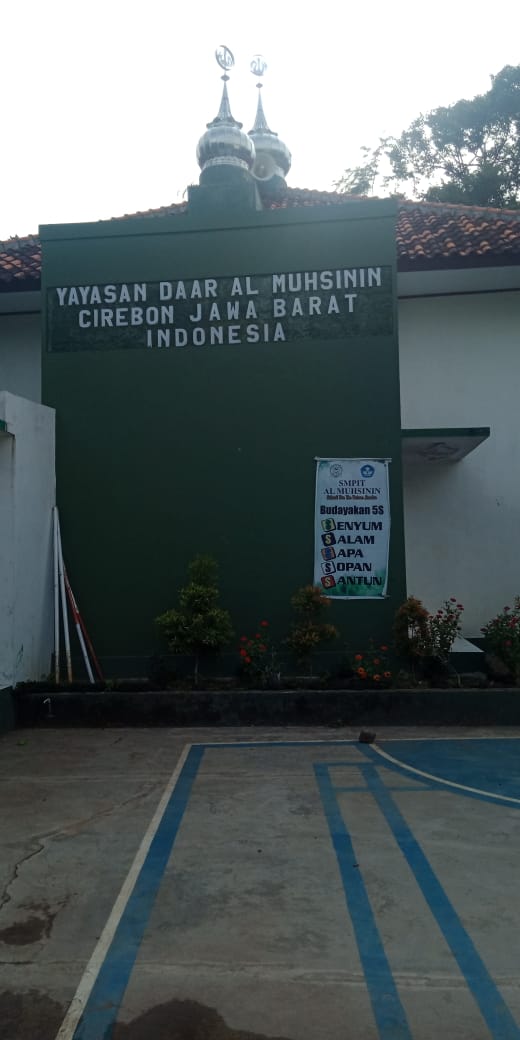 YAYASAN DAAR AL MUHSININ
CIREBON JAWA BARAT
INDONESIA
SMPIT
AL MUHSININ
Budayakan 5S
SENYUM
SALAM
SAPA
SOPAN
SANTUN